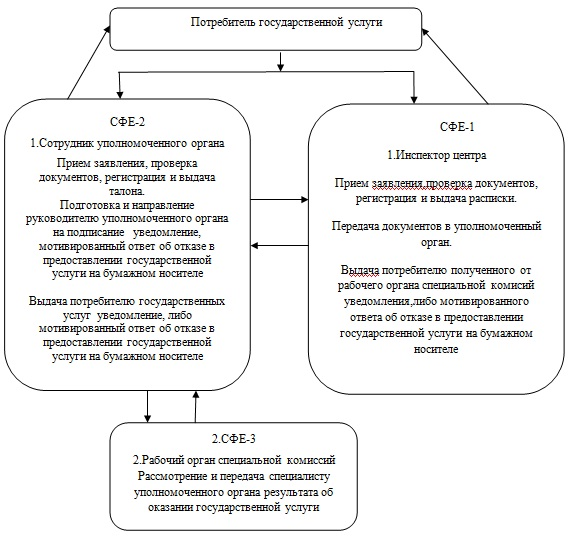 Потребитель государственной услуги
СФЕ-2
1.Сотрудник уполномоченного органа
Прием заявления, проверка
документов, регистрация и выдача
талона.
Подготовка и направление
руководителю уполномоченного органа
на подписание уведомление,
мотивированный ответ об отказе в
предоставлении государственной
услуги на бумажном носителе
Выдача потребителю государственных
услуг уведомление, либо
мотивированный ответ об отказе в
предоставлении государственной
услуги на бумажном носителе
СФЕ-1
1.Инспектор центра
Прием заявления,проверка документов,
регистрация и выдача расписки.
Передача документов в уполномоченный
орган.
Выдача потребителю полученного от
рабочего органа специальной комисий
уведомления,либо мотивированного
ответа об отказе в предоставлении
государственной услуги на бумажном
носителе
2.СФЕ-3
2.Рабочий орган специальной комиссий
Рассмотрение и передача специалисту
уполномоченного органа результата об
оказании государственной услуги